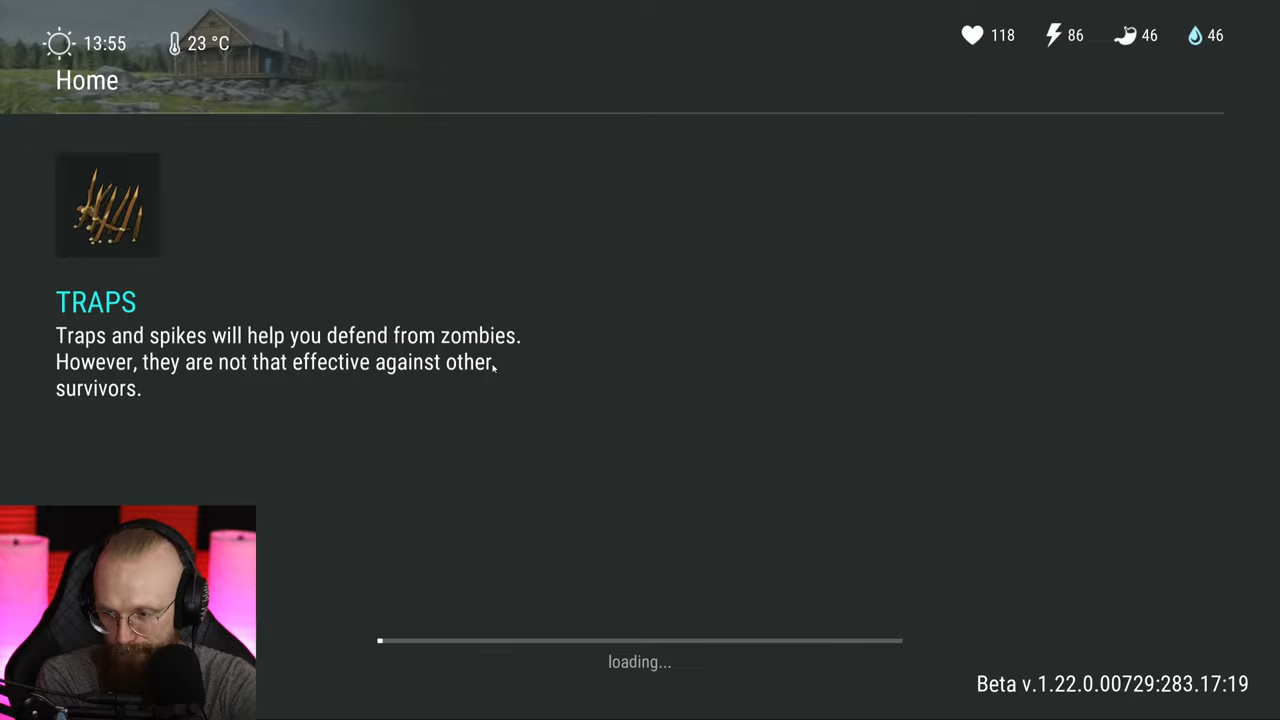 13:55 23 °C
118 86 46 46
Home
TRAPS
Traps and spikes will help you defend from zombies.
However, they are not that effective against other
survivors.
loading...
Beta v.1.22.0.00729:283.17:19